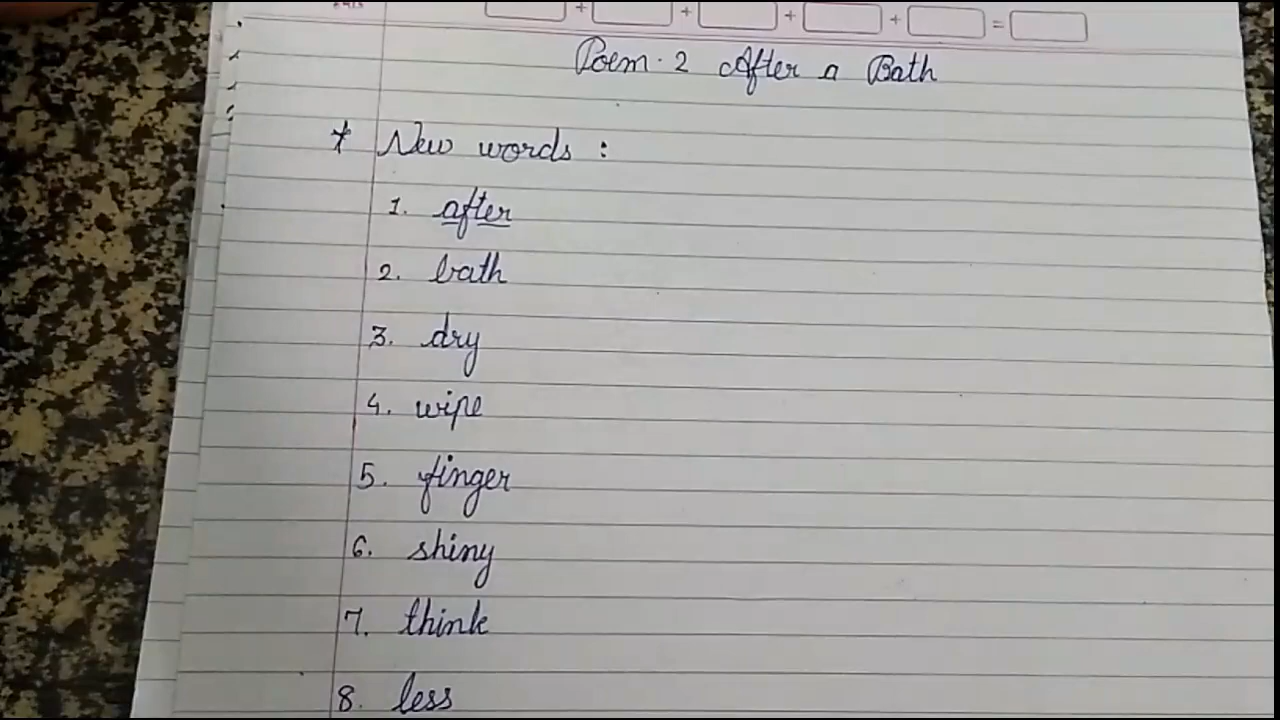 + + + + =
Poem. 2 After a Bath
* New words :
1. after
2. bath
3. dry
4. wipe
5. finger
6. shiny
7. think
8. less